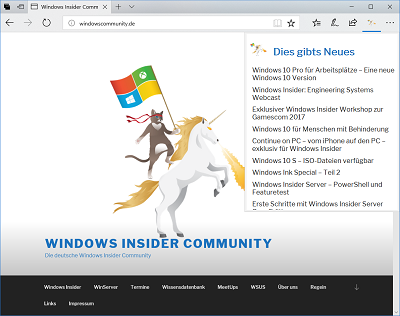 Windows Insider Comm
windowscommunity.de
Dies gibts Neues
Windows 10 Pro für Arbeitsplätze – Eine neue
Windows 10 Version
Windows Insider: Engineering Systems
Webcast
Exklusiver Windows Insider Workshop zur
Gamescom 2017
Windows 10 für Menschen mit Behinderung
Continue on PC – vom iPhone auf den PC –
exklusiv für Windows Insider
Windows 10 S – ISO-Dateien verfügbar
Windows Ink Special – Teil 2
Windows Insider Server – PowerShell und
Featuretest
Erste Schritte mit Windows Insider Server
WINDOWS INSIDER COMMUNITY
Die deutsche Windows Insider Community
Windows Insider WinServer Termine Wissensdatenbank MeetUps WSUS Über uns Regeln
Links Impressum